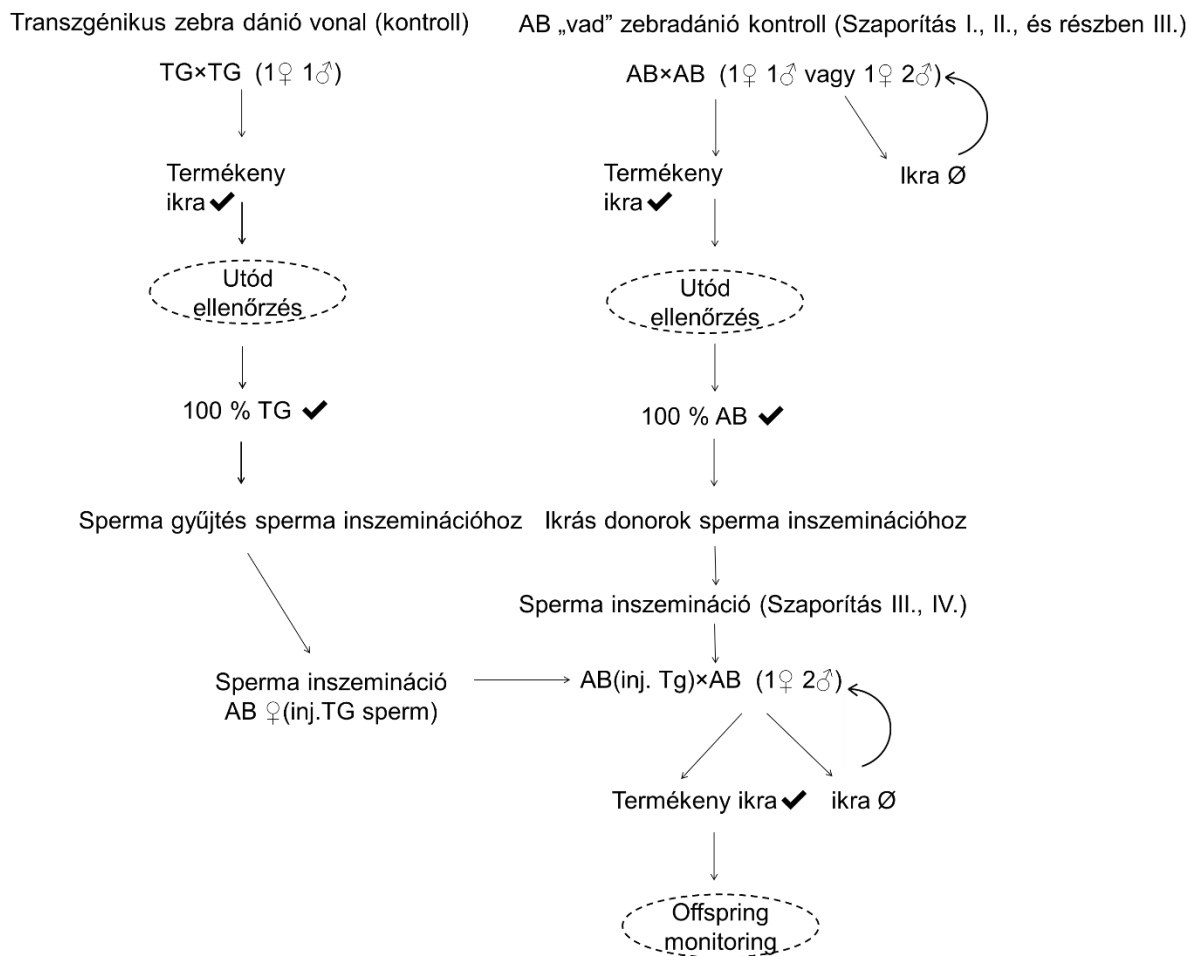 Transzgénikus zebra dánió vonal (kontroll)
AB „vad” zebradánió kontroll (Szaporítás I., II., és részben III.)
TG×TG (1♀ 1♂)
AB×AB (1♀ 1♂ vagy 1♀ 2♂)
Termékeny
ikra ✔
Termékeny
ikra ✔
Ikra Ø
Utód
ellenőrzés
Utód
ellenőrzés
100 % TG ✔
100 % AB ✔
Sperma gyűjtés sperma inszeminációhoz
Ikrás donorok sperma inszeminációhoz
Sperma inszemináció (Szaporítás III., IV.)
Sperma inszemináció
AB ♀(inj.TG sperm)
AB(inj. Tg)×AB (1♀ 2♂)
Termékeny ikra ✔
ikra Ø
Offspring
monitoring